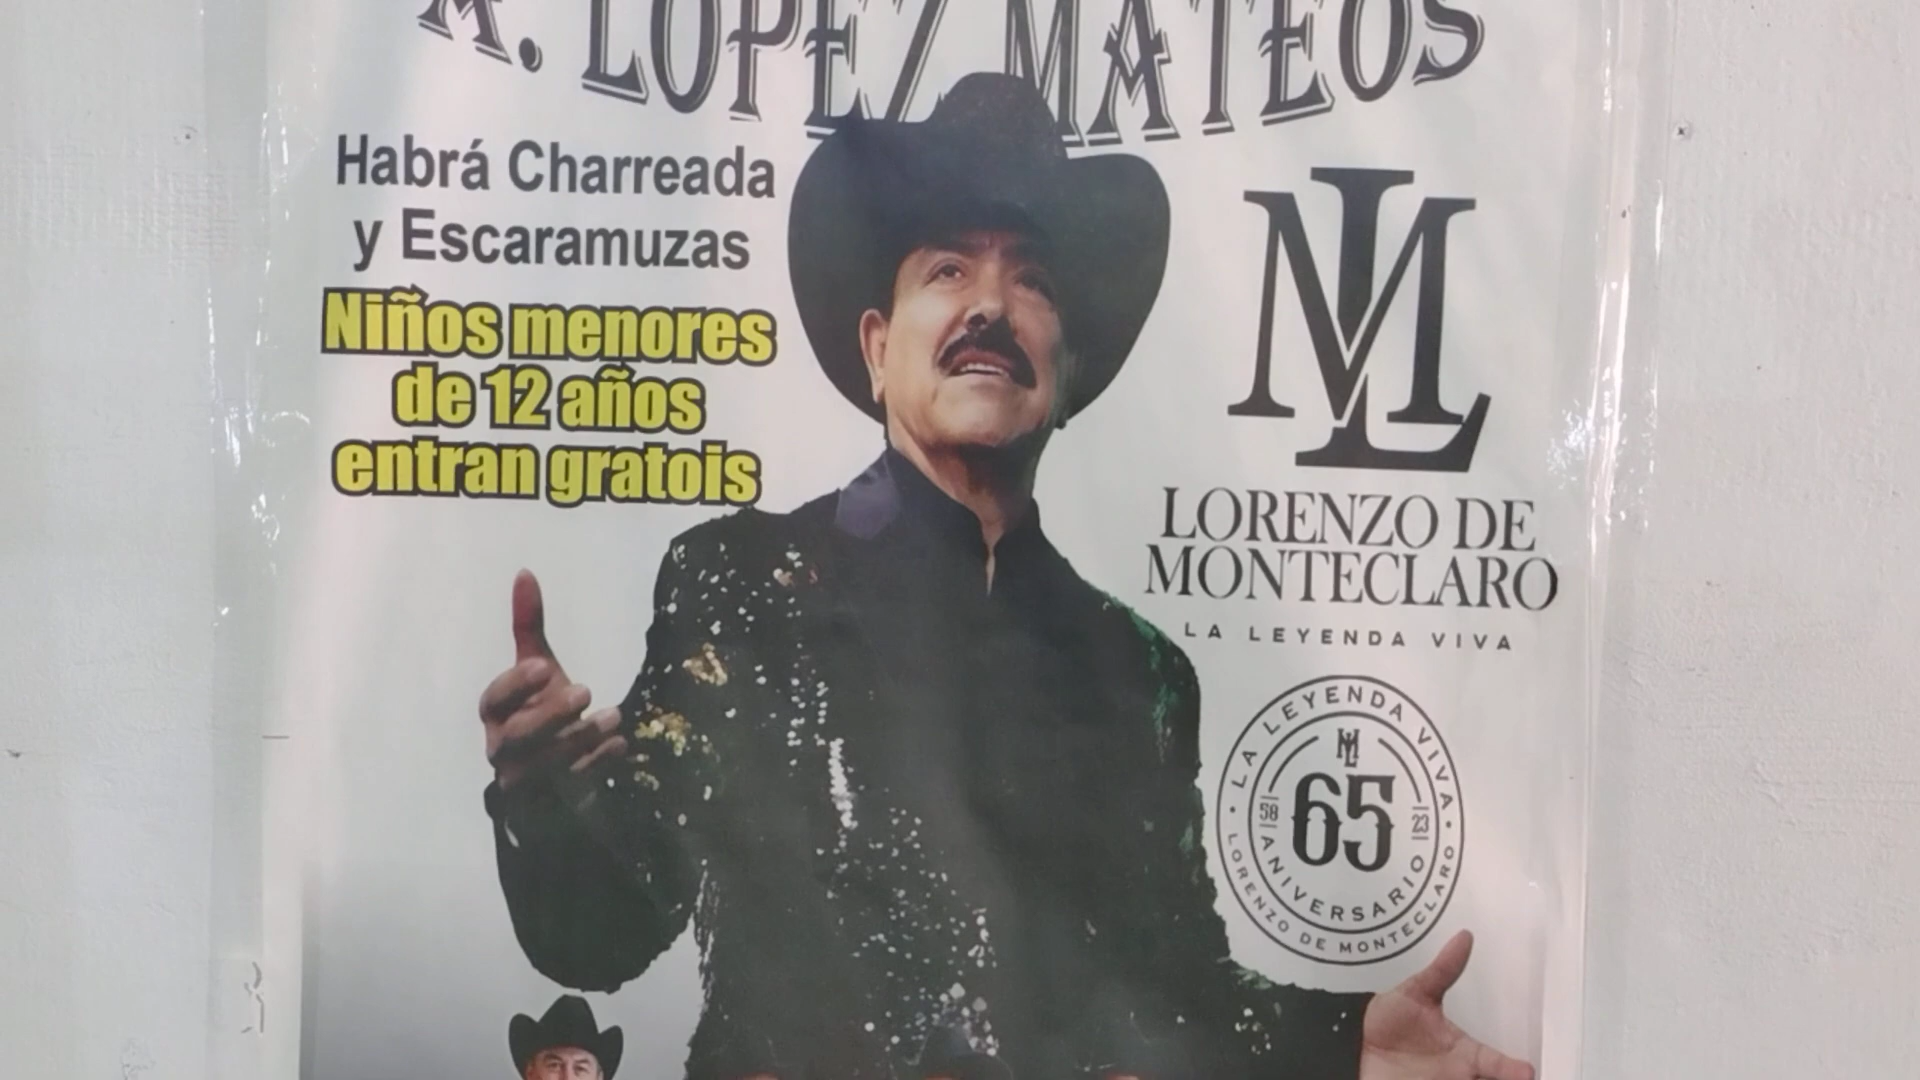 A. LOPEZ MATEOS
Habrá Charreada
y Escaramuzas
Niños menores
de 12 años
entran gratois
ML
LORENZO DE
MONTECLARO
LA LEYENDA VIVA
LA LEYENDA VIVA
ML
58 65 23
ANIVERSARIO
LORENZO DE MONTECLARO